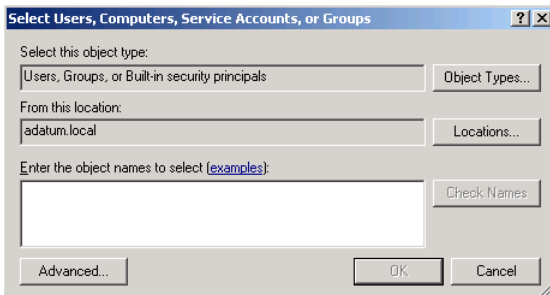 Select Users, Computers, Service Accounts, or Groups
Select this object type:
Users, Groups, or Built-in security principals
Object Types...
From this location:
adatum.local
Locations...
Enter the object names to select (examples):
Check Names
Advanced...
OK
Cancel